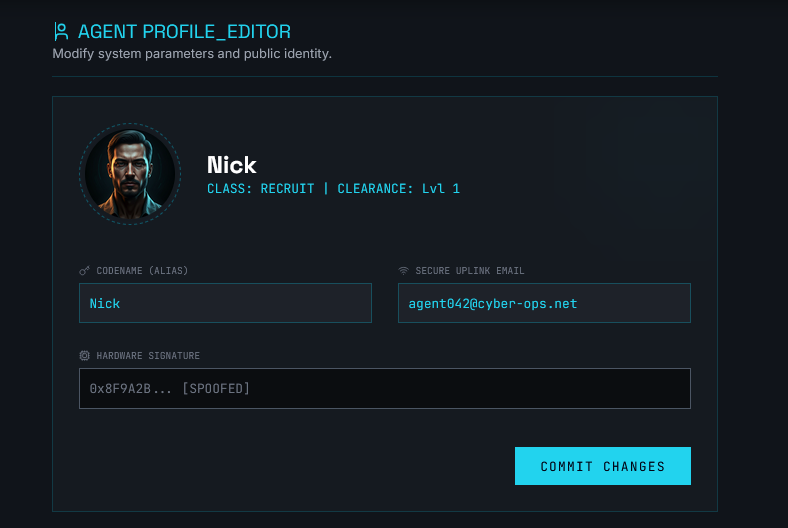 AGENT PROFILE_EDITOR
Modify system parameters and public identity.
Nick
CLASS: RECRUIT | CLEARANCE: Lvl 1
CODENAME (ALIAS)
SECURE UPLINK EMAIL
Nick
agent042@cyber-ops.net
HARDWARE SIGNATURE
0x8F9A2B... [SPOOFED]
COMMIT CHANGES